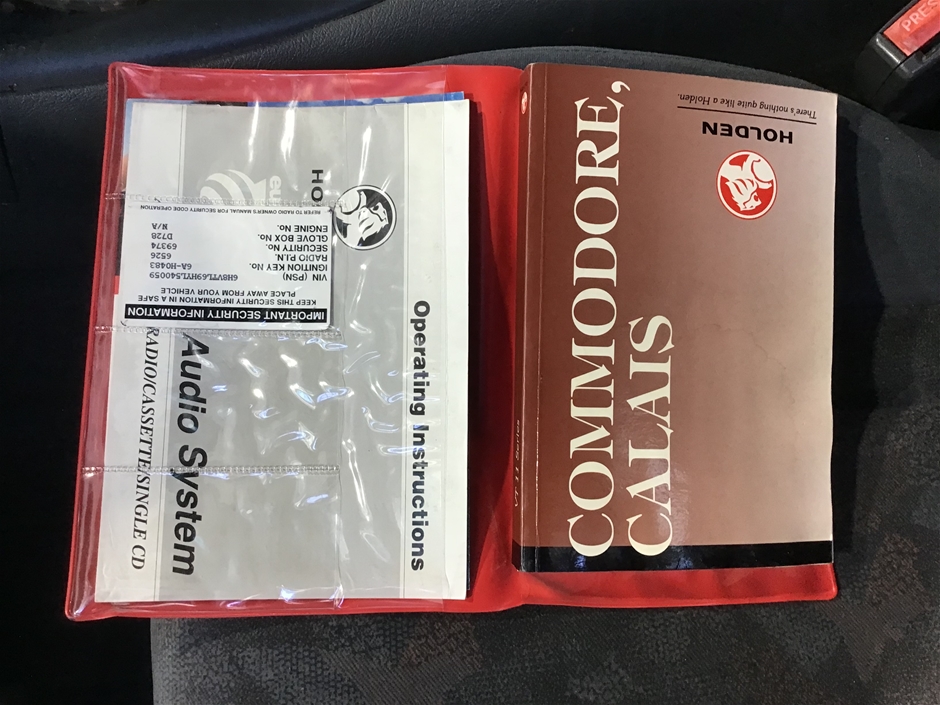 IMPORTANT SECURITY INFORMATION
KEEP THIS SECURITY INFORMATION IN A SAFE
PLACE AWAY FROM YOUR VEHICLE
VIN (PSN) 6H8VTL69HYL540059
IGNITION KEY No. 6A-H0483
RADIO P.I.N. 6526
SECURITY No. 69374
GLOVE BOX No. D728
ENGINE No. N/A
REFER TO RADIO OWNER'S MANUAL FOR SECURITY CODE OPERATION
HO
Operating Instructions
Audio System
RADIO/CASSETTE/SINGLE CD
COMMODORE,
CALAIS
HOLDEN
There's nothing quite like a Holden.
PRES